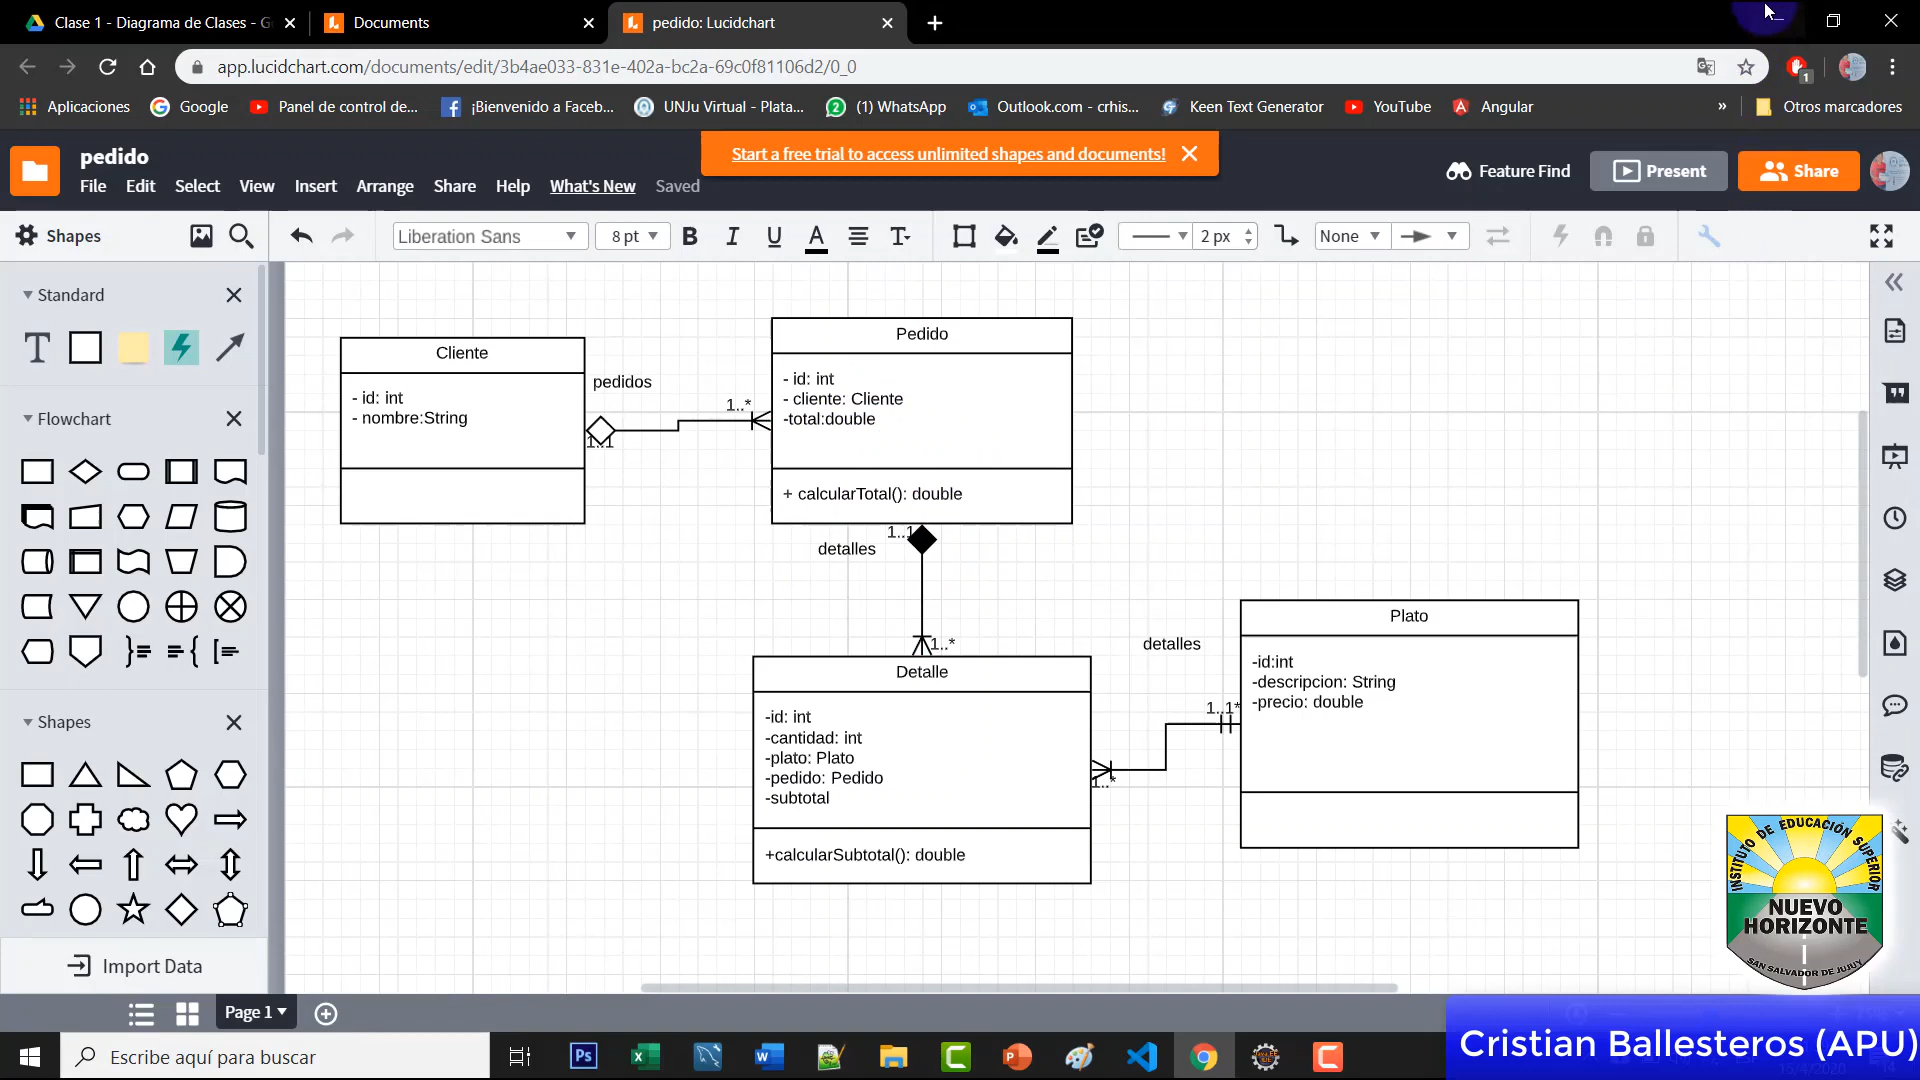 Clase 1 - Diagrama de Clases - G
Documents
pedido: Lucidchart
app.lucidchart.com/documents/edit/3b4ae033-831e-402a-bc2a-69c0f81106d2/0_0
1
Aplicaciones
Google
Panel de control de...
¡Bienvenido a Faceb...
UNJu Virtual - Plata...
(1) WhatsApp
Outlook.com - crhis...
Keen Text Generator
YouTube
Angular
»
Otros marcadores
Start a free trial to access unlimited shapes and documents!
pedido
File Edit Select View Insert Arrange Share Help What's New Saved
Feature Find
Present
Share
Shapes
Liberation Sans
8 pt
B I U A T
2 px
None
Standard
T
Flowchart
Shapes
Import Data
Cliente
- id: int
- nombre:String
pedidos
1..1
1..*
Pedido
- id: int
- cliente: Cliente
-total:double
+ calcularTotal(): double
1..1
detalles
1..*
Detalle
-id: int
-cantidad: int
-plato: Plato
-pedido: Pedido
-subtotal
+calcularSubtotal(): double
detalles
1..1*
1..*
Plato
-id:int
-descripcion: String
-precio: double
INSTITUTO DE EDUCACIÓN SUPERIOR
NUEVO
HORIZONTE
SAN SALVADOR DE JUJUY
Page 1
Cristian Ballesteros (APU)
Escribe aquí para buscar
15/4/2020